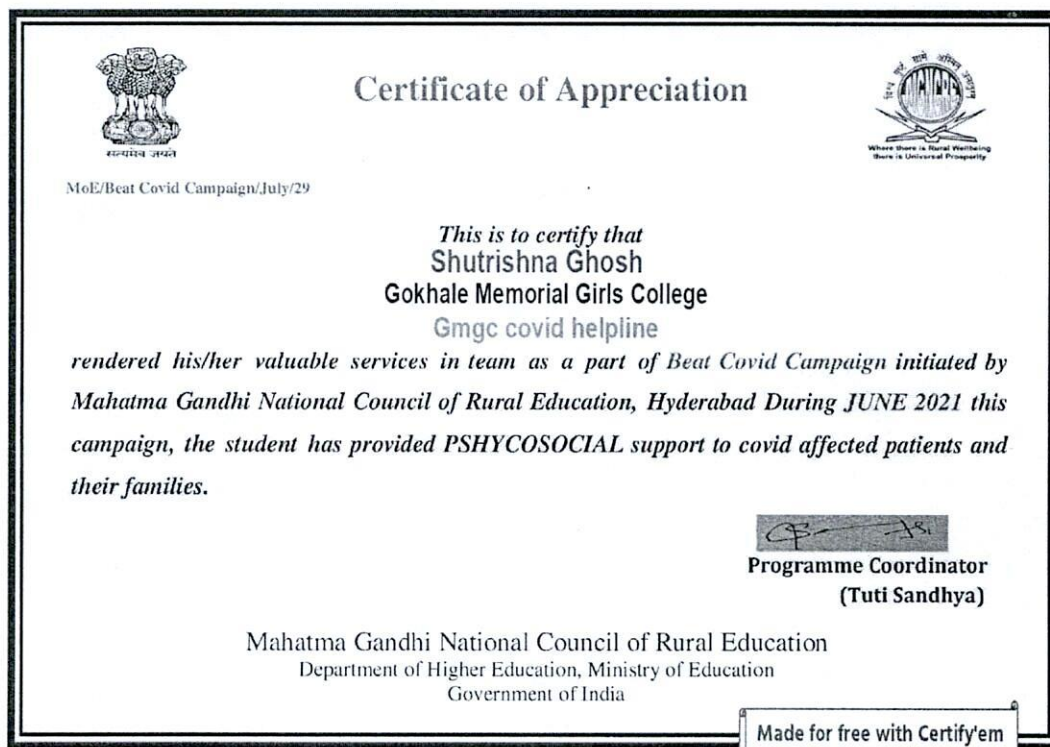 Certificate of Appreciation
सत्यमेव जयते
Where there is Rural Wellbeing
there is Universal Prosperity
MoE/Beat Covid Campaign/July/29
This is to certify that
Shutrishna Ghosh
Gokhale Memorial Girls College
Gmgc covid helpline
rendered his/her valuable services in team as a part of Beat Covid Campaign initiated by
Mahatma Gandhi National Council of Rural Education, Hyderabad During JUNE 2021 this
campaign, the student has provided PSHYCOSOCIAL support to covid affected patients and
their families.
Programme Coordinator
(Tuti Sandhya)
Mahatma Gandhi National Council of Rural Education
Department of Higher Education, Ministry of Education
Government of India
Made for free with Certify'em